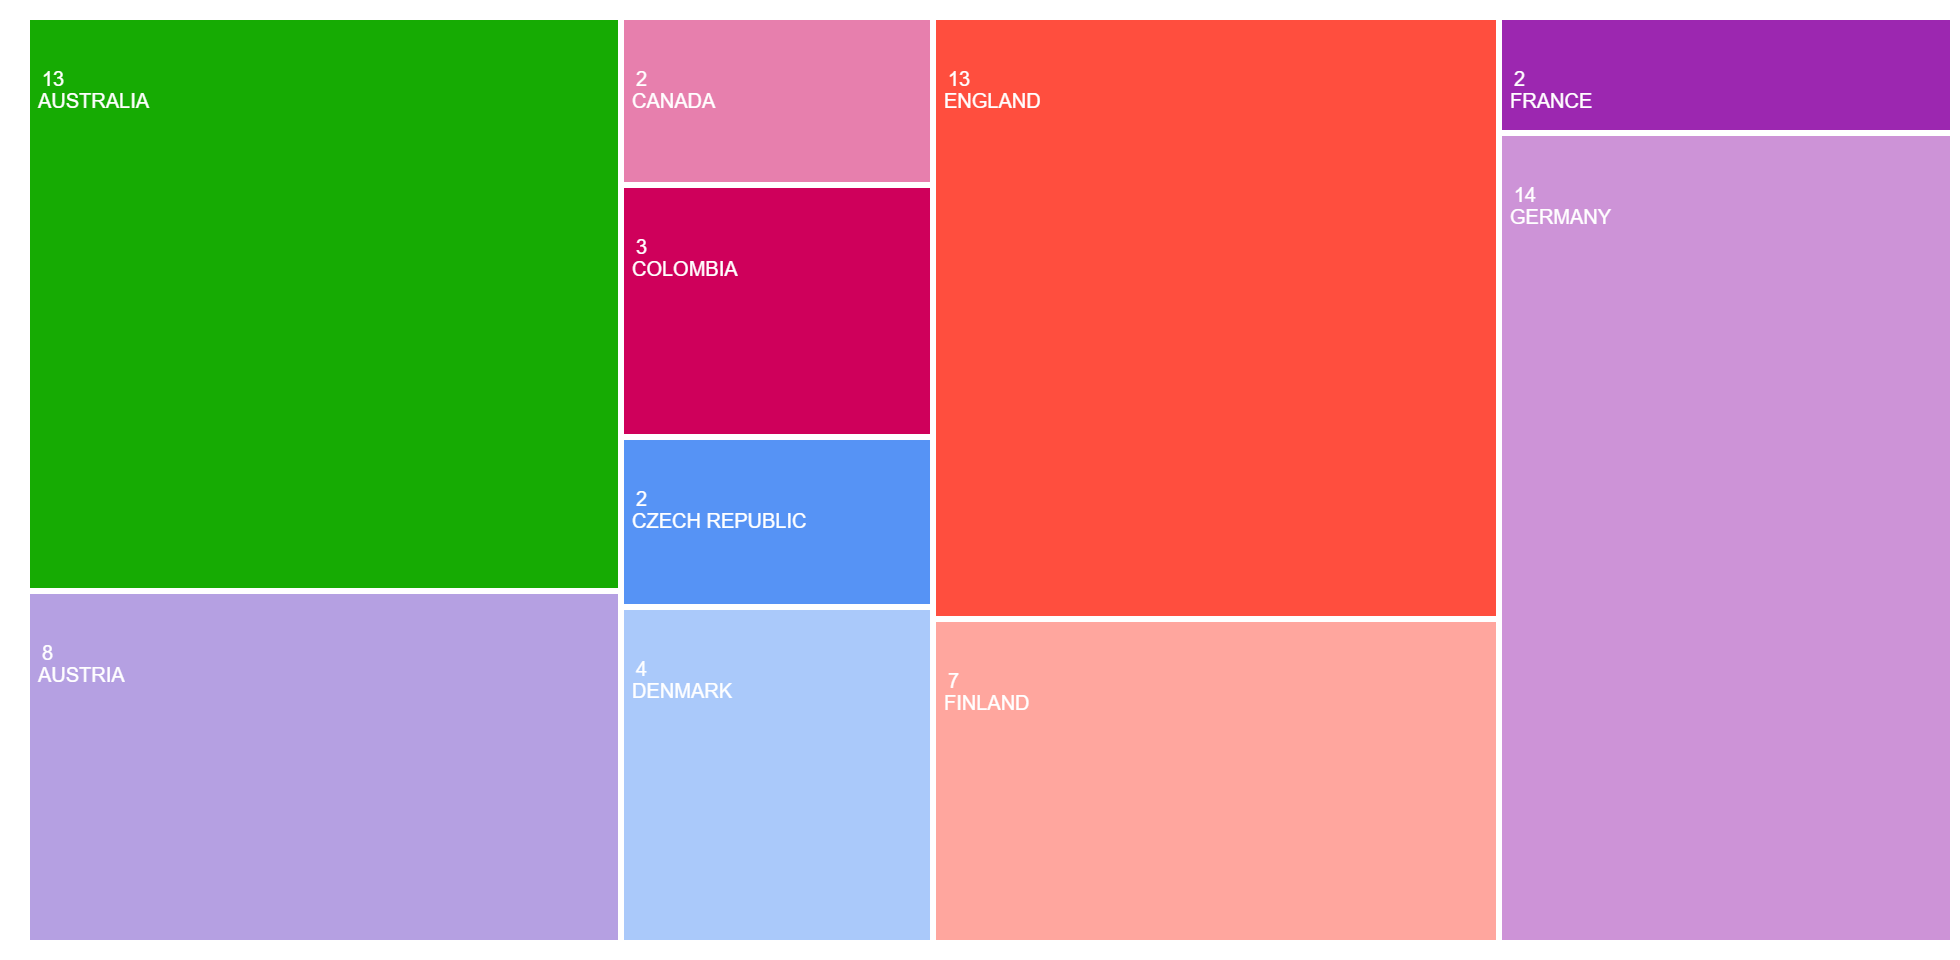 13
AUSTRALIA
8
AUSTRIA
2
CANADA
3
COLOMBIA
2
CZECH REPUBLIC
4
DENMARK
13
ENGLAND
7
FINLAND
2
FRANCE
14
GERMANY